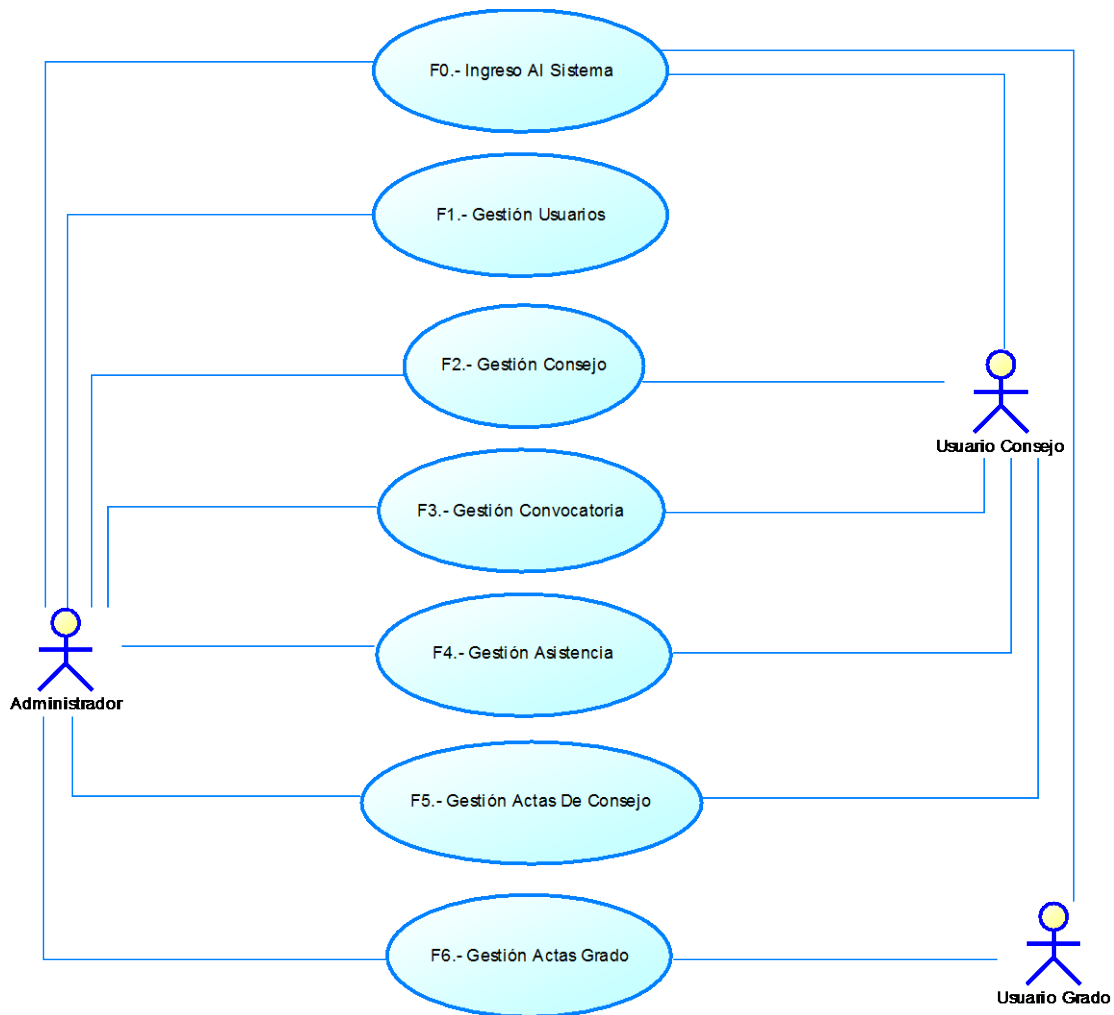 F0.- Ingreso Al Sistema
F1.- Gestión Usuarios
F2.- Gestión Consejo
Usuario Consejo
F3.- Gestión Convocatoria
F4.- Gestión Asistencia
Administrador
F5.- Gestión Actas De Consejo
F6.- Gestión Actas Grado
Usuario Grado